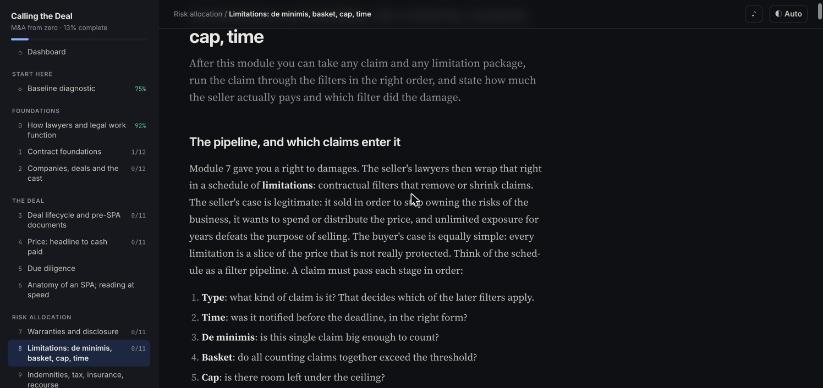 Calling the Deal
M&A from zero · 13% complete
Dashboard
START HERE
Baseline diagnostic 75%
FOUNDATIONS
0 How lawyers and legal work 92%
function
1 Contract foundations 1/12
2 Companies, deals and the 0/12
cast
THE DEAL
3 Deal lifecycle and pre-SPA 0/11
documents
4 Price: headline to cash 0/11
paid
5 Due diligence
6 Anatomy of an SPA; reading at
speed
RISK ALLOCATION
7 Warranties and disclosure 0/11
8 Limitations: de minimis, 0/11
basket, cap, time
9 Indemnities, tax, insurance,
recourse
Risk allocation / Limitations: de minimis, basket, cap, time
Auto
cap, time
After this module you can take any claim and any limitation package,
run the claim through the filters in the right order, and state how much
the seller actually pays and which filter did the damage.
The pipeline, and which claims enter it
Module 7 gave you a right to damages. The seller's lawyers then wrap that right
in a schedule of limitations: contractual filters that remove or shrink claims.
The seller's case is legitimate: it sold in order to stop owning the risks of the
business, it wants to spend or distribute the price, and unlimited exposure for
years defeats the purpose of selling. The buyer's case is equally simple: every
limitation is a slice of the price that is not really protected. Think of the sched-
ule as a filter pipeline. A claim must pass each stage in order:
1. Type: what kind of claim is it? That decides which of the later filters apply.
2. Time: was it notified before the deadline, in the right form?
3. De minimis: is this single claim big enough to count?
4. Basket: do all counting claims together exceed the threshold?
5. Cap: is there room left under the ceiling?